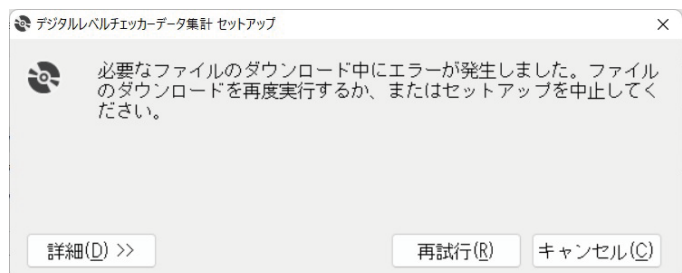 デジタルレベルチェッカーデータ集計 セットアップ
必要なファイルのダウンロード中にエラーが発生しました。ファイル
のダウンロードを再度実行するか、またはセットアップを中止してく
ださい。
詳細(D) >>
再試行(R)
キャンセル(C)